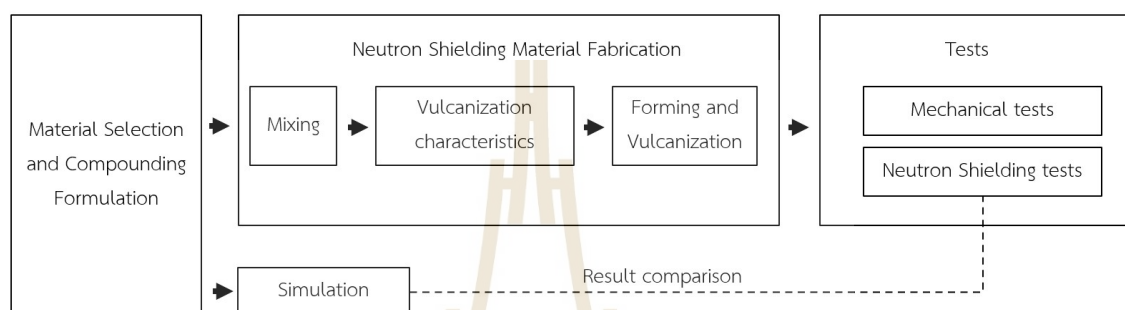 Material Selection
and Compounding
Formulation
Neutron Shielding Material Fabrication
Mixing
Vulcanization
characteristics
Forming and
Vulcanization
Tests
Mechanical tests
Neutron Shielding tests
Simulation
Result comparison